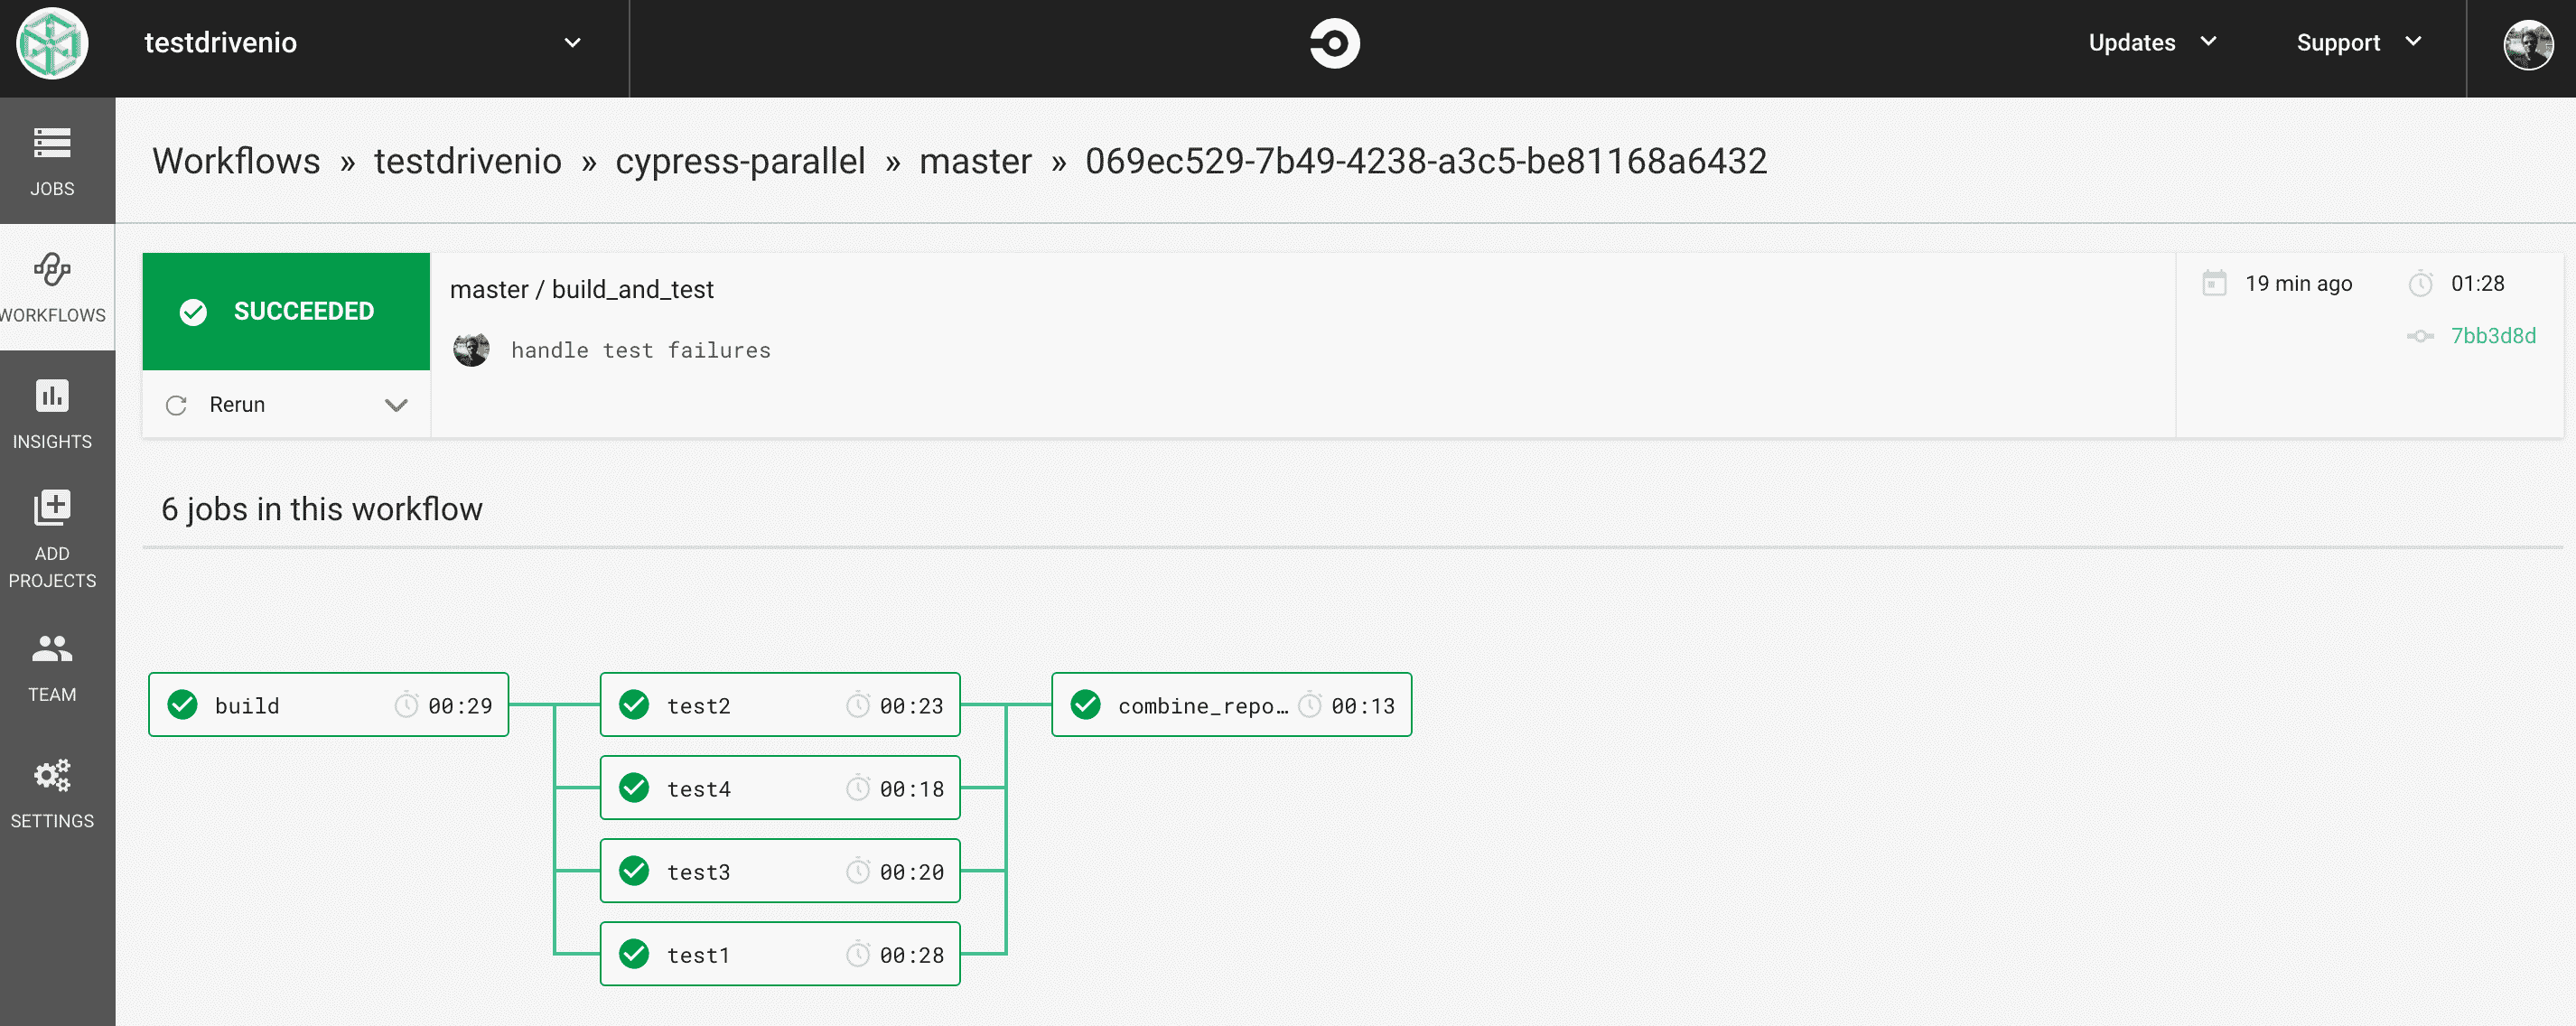 testdrivenio
Updates
Support
JOBS
WORKFLOWS
INSIGHTS
ADD
PROJECTS
TEAM
SETTINGS
Workflows » testdrivenio » cypress-parallel » master » 069ec529-7b49-4238-a3c5-be81168a6432
SUCCEEDED
Rerun
master / build_and_test
handle test failures
19 min ago
01:28
7bb3d8d
6 jobs in this workflow
build 00:29
test2 00:23
test4 00:18
test3 00:20
test1 00:28
combine_repo… 00:13